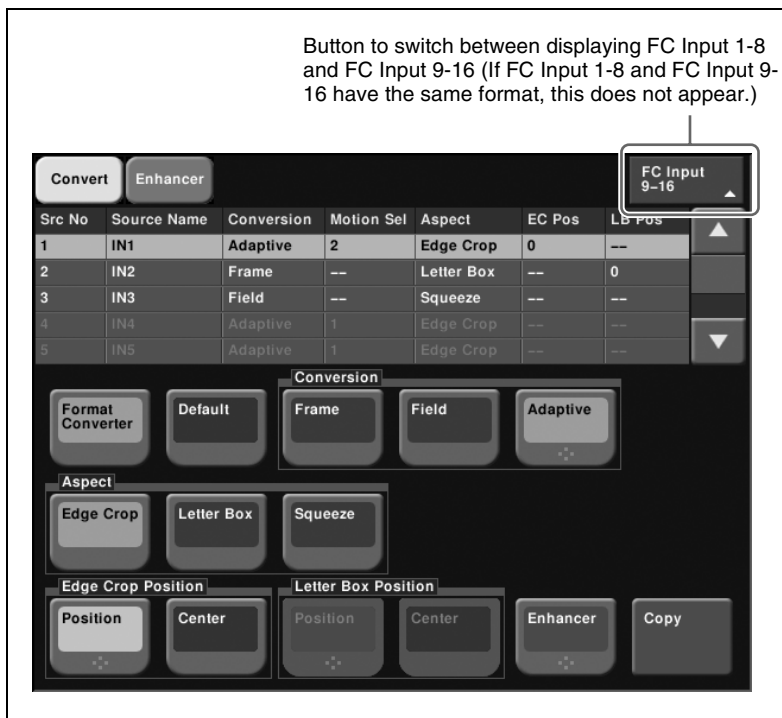 Button to switch between displaying FC Input 1-8
and FC Input 9-16 (If FC Input 1-8 and FC Input 9-
16 have the same format, this does not appear.)
Convert Enhancer FC Input
9–16
Src No Source Name Conversion Motion Sel Aspect EC Pos LB Pos
1 IN1 Adaptive 2 Edge Crop 0 --
2 IN2 Frame -- Letter Box -- 0
3 IN3 Field -- Squeeze -- --
4 IN4 Adaptive 1 Edge Crop -- --
5 IN5 Adaptive 1 Edge Crop -- --
Conversion
Format
Converter Default Frame Field Adaptive
Aspect
Edge Crop Letter Box Squeeze
Edge Crop Position Letter Box Position
Position Center Position Center Enhancer Copy